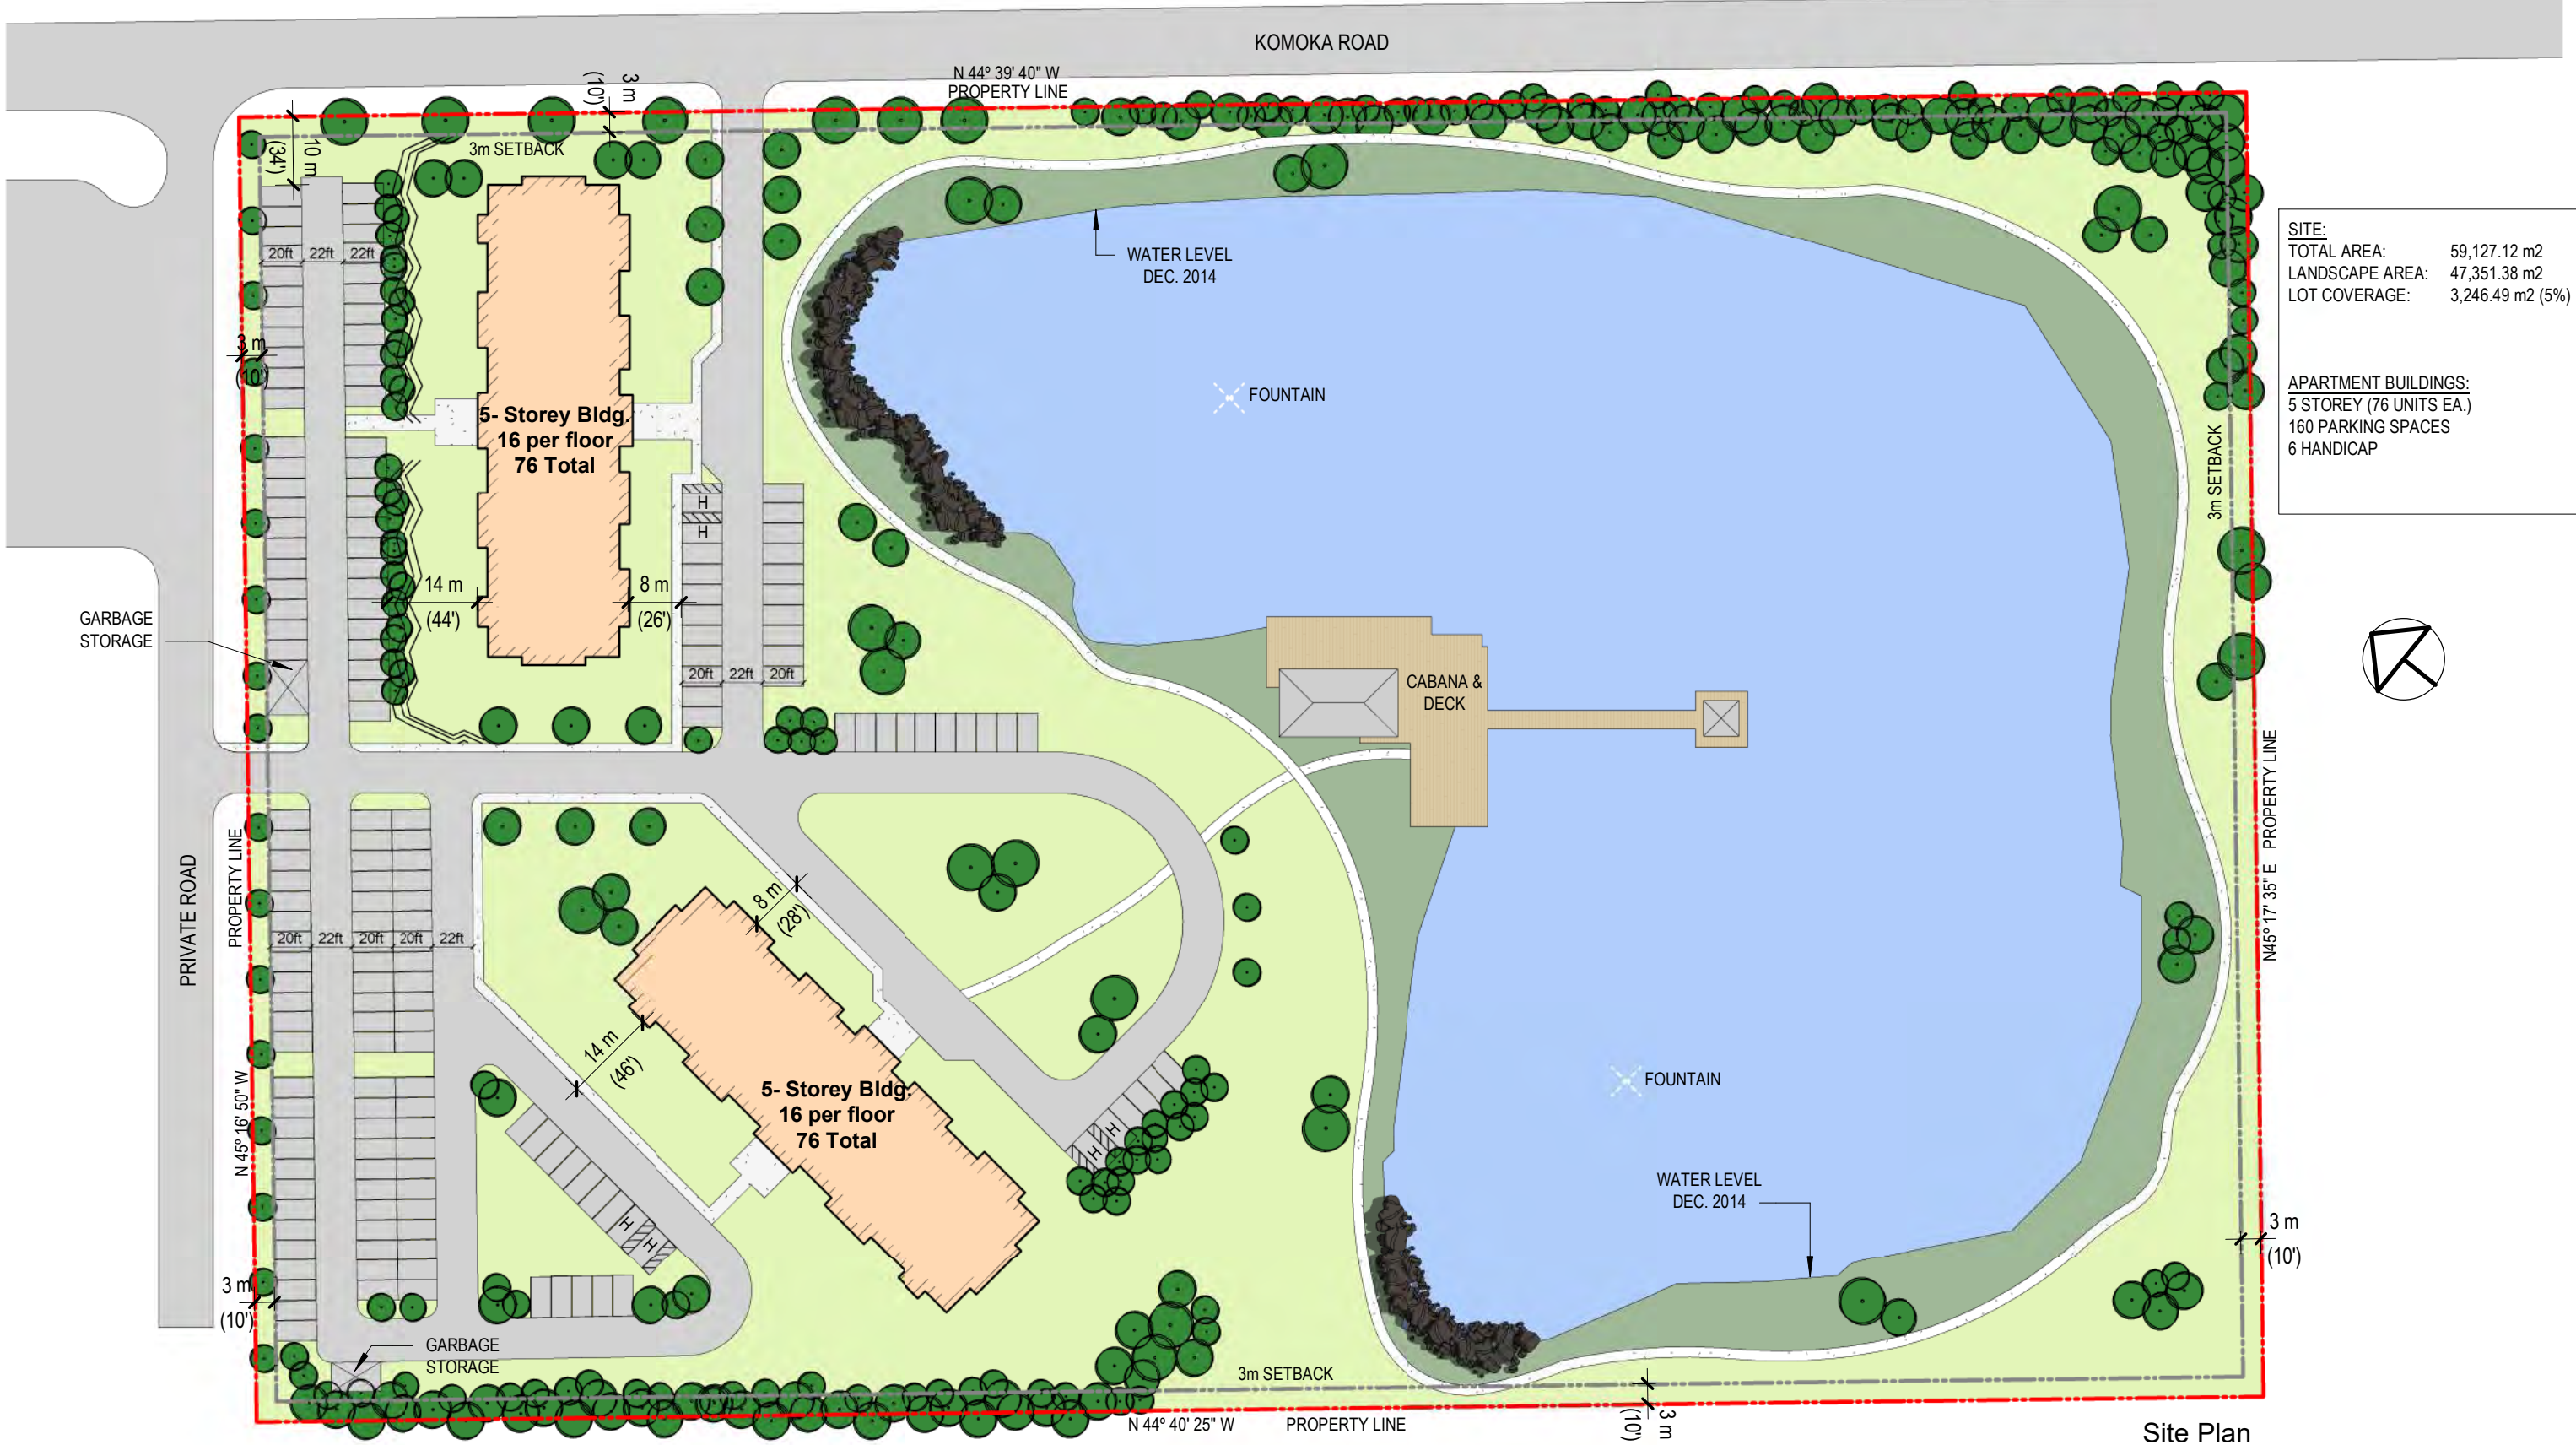 KOMOKA ROAD
N 44° 39' 40" W
PROPERTY LINE
3 m
(10')
10 m
(34')
3m SETBACK
20ft 22ft 22ft
3 m
(10')
WATER LEVEL
DEC. 2014
FOUNTAIN
5- Storey Bldg.
16 per floor
76 Total
H
H
14 m
(44')
8 m
(26')
GARBAGE
STORAGE
20ft 22ft 20ft
CABANA &
DECK
SITE:
TOTAL AREA: 59,127.12 m2
LANDSCAPE AREA: 47,351.38 m2
LOT COVERAGE: 3,246.49 m2 (5%)
APARTMENT BUILDINGS:
5 STOREY (76 UNITS EA.)
160 PARKING SPACES
6 HANDICAP
3m SETBACK
N45° 17' 35" E PROPERTY LINE
PRIVATE ROAD
PROPERTY LINE
N 45° 16' 50" W
20ft 22ft 20ft 20ft 22ft
8 m
(28')
14 m
(46')
5- Storey Bldg.
16 per floor
76 Total
H
H
H
H
FOUNTAIN
WATER LEVEL
DEC. 2014
3 m
(10')
3 m
(10')
GARBAGE
STORAGE
3m SETBACK
N 44° 40' 25" W PROPERTY LINE
3 m
(10')
Site Plan